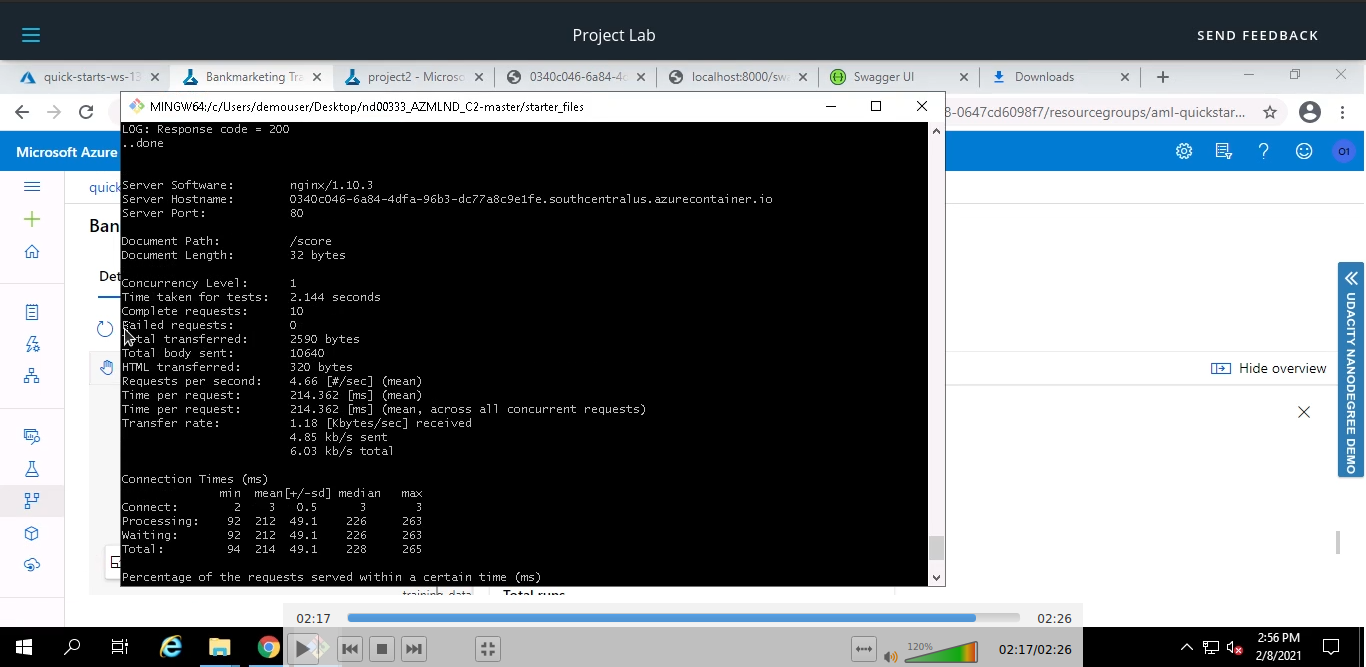 Project Lab
SEND FEEDBACK
quick-starts-ws-13
Bankmarketing Tra
project2 - Microso
0340c046-6a84-4
localhost:8000/sw
Swagger UI
Downloads
MINGW64:/c/Users/demouser/Desktop/nd00333_AZMLND_C2-master/starter_files
3-0647cd6098f7/resourcegroups/aml-quickstar...
Microsoft Azure
O1
quick
Ban
Det
LOG: Response code = 200
..done
Server Software: nginx/1.10.3
Server Hostname: 0340c046-6a84-4dfa-96b3-dc77a8c9e1fe.southcentralus.azurecontainer.io
Server Port: 80
Document Path: /score
Document Length: 32 bytes
Concurrency Level: 1
Time taken for tests: 2.144 seconds
Complete requests: 10
Failed requests: 0
Total transferred: 2590 bytes
Total body sent: 10640
HTML transferred: 320 bytes
Requests per second: 4.66 [#/sec] (mean)
Time per request: 214.362 [ms] (mean)
Time per request: 214.362 [ms] (mean, across all concurrent requests)
Transfer rate: 1.18 [Kbytes/sec] received
4.85 kb/s sent
6.03 kb/s total
Connection Times (ms)
min mean[+/-sd] median max
Connect: 2 3 0.5 3 3
Processing: 92 212 49.1 226 263
Waiting: 92 212 49.1 226 263
Total: 94 214 49.1 228 265
Percentage of the requests served within a certain time (ms)
Hide overview
UDACITY NANODEGREE DEMO
training data
Total runs
02:17
02:26
120%
02:17/02:26
2:56 PM
2/8/2021